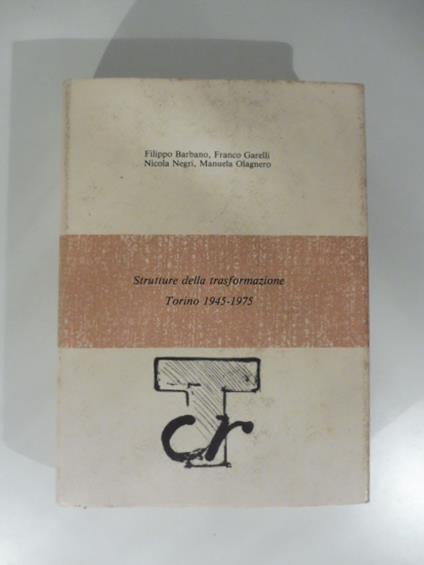 Filippo Barbano, Franco Garelli
Nicola Negri, Manuela Olagnero
Strutture della trasformazione
Torino 1945-1975
T
cr